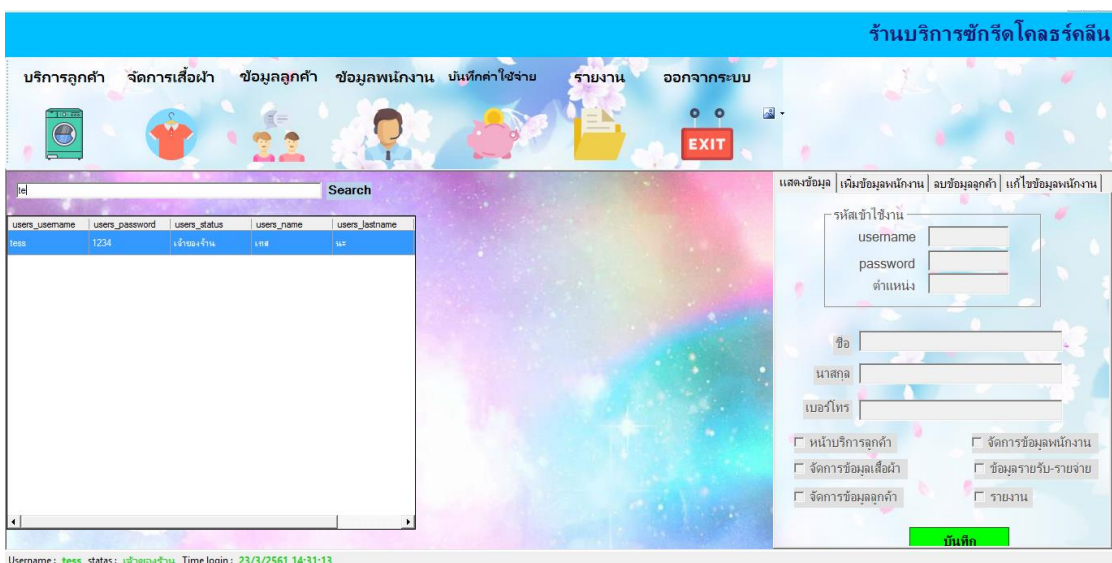 ร้านบริการซักรีดโคลธร์คลีน
บริการลูกค้า จัดการเสื้อผ้า ข้อมูลลูกค้า ข้อมูลพนักงาน บันทึกค่าใช้จ่าย รายงาน ออกจากระบบ
EXIT
te Search
แสดงข้อมูล เพิ่มข้อมูลพนักงาน ลบข้อมูลลูกค้า แก้ไขข้อมูลพนักงาน
users_username users_password users_status users_name users_lastname
tess 1234 เจ้าของร้าน เทส นะ
รหัสเข้าใช้งาน
username
password
ตำแหน่ง
ชื่อ
นาสกุล
เบอร์โทร
หน้าบริการลูกค้า จัดการข้อมูลพนักงาน
จัดการข้อมูลเสื้อผ้า ข้อมูลรายรับ-รายจ่าย
จัดการข้อมูลลูกค้า รายงาน
บันทึก
Username : tess statas : เจ้าของร้าน Time login : 23/3/2561 14:31:13